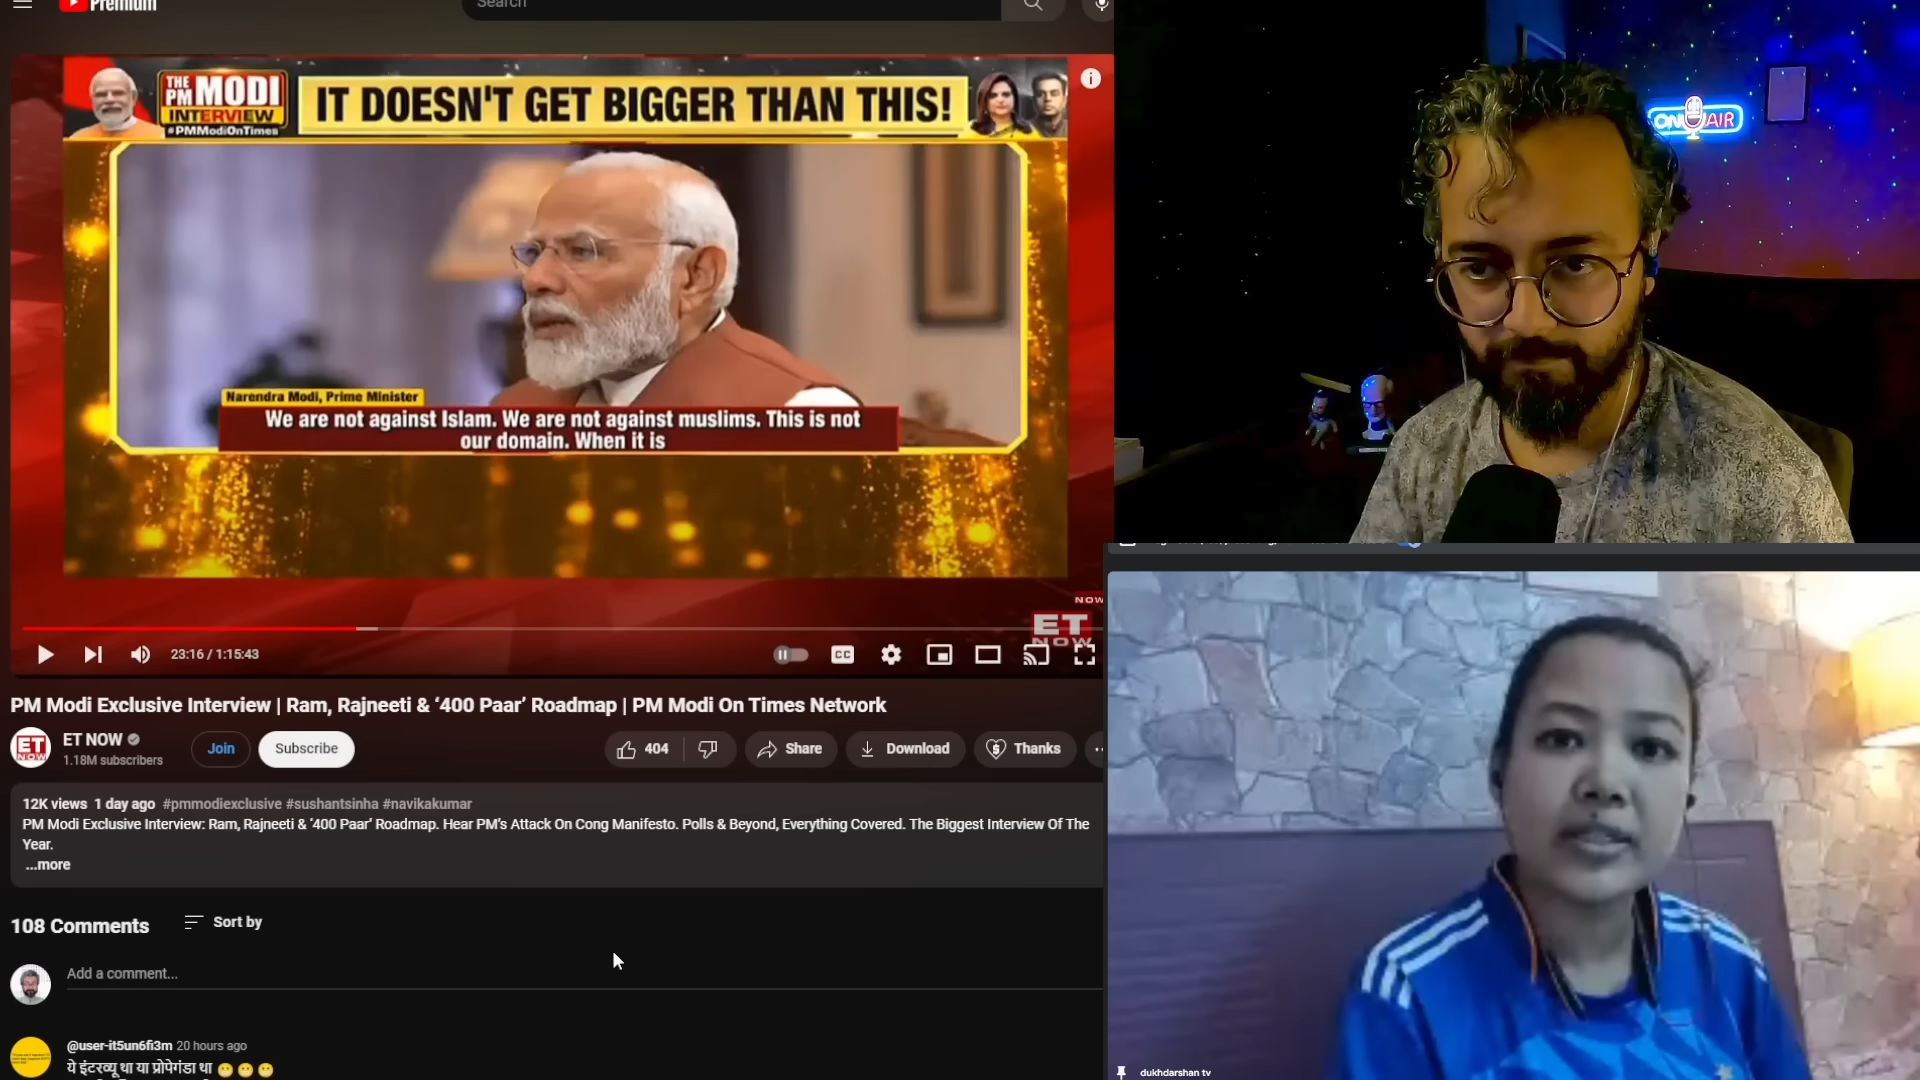 Premium
Search
THE PM MODI INTERVIEW
#PMModiOnTimes
IT DOESN'T GET BIGGER THAN THIS!
Narendra Modi, Prime Minister
We are not against Islam. We are not against muslims. This is not
our domain. When it is
ON AIR
NOW
ET
NOW
23:16 / 1:15:43
CC
PM Modi Exclusive Interview | Ram, Rajneeti & ‘400 Paar’ Roadmap | PM Modi On Times Network
ET NOW
1.18M subscribers
Join
Subscribe
404
Share
Download
Thanks
12K views 1 day ago #pmmodiexclusive #sushantsinha #navikakumar
PM Modi Exclusive Interview: Ram, Rajneeti & ‘400 Paar’ Roadmap. Hear PM's Attack On Cong Manifesto. Polls & Beyond, Everything Covered. The Biggest Interview Of The
Year.
...more
108 Comments
Sort by
Add a comment...
@user-it5un6fi3m 20 hours ago
ये इंटरव्यू था या प्रोपेगंडा था 😬😬😬
dukhdarshan tv